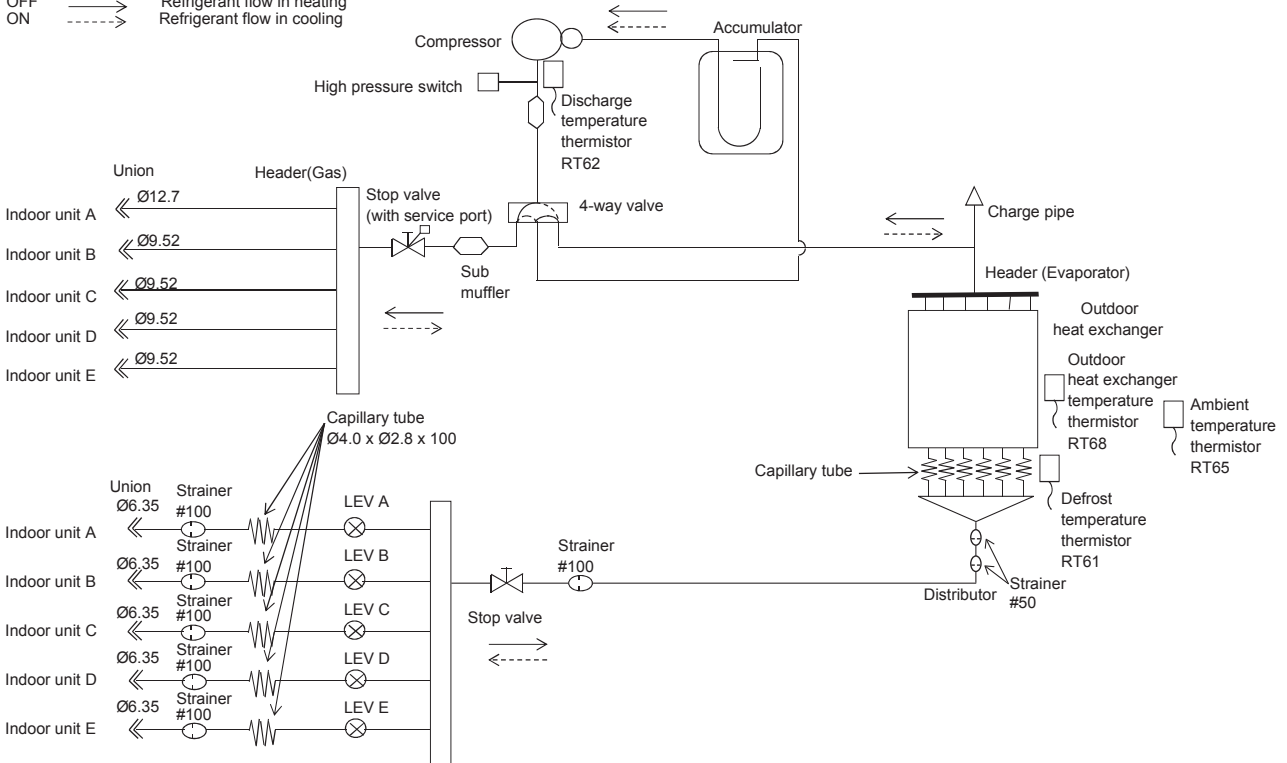 OFF Refrigerant flow in heating
ON Refrigerant flow in cooling
Compressor
Accumulator
High pressure switch
Discharge
temperature
thermistor
RT62
Union
Header(Gas)
Stop valve
(with service port)
4-way valve
Charge pipe
Indoor unit A
Ø12.7
Indoor unit B
Ø9.52
Indoor unit C
Ø9.52
Indoor unit D
Ø9.52
Indoor unit E
Ø9.52
Sub
muffler
Header (Evaporator)
Outdoor
heat exchanger
Outdoor
heat exchanger
temperature
thermistor
RT68
Ambient
temperature
thermistor
RT65
Capillary tube
Ø4.0 x Ø2.8 x 100
Capillary tube
Defrost
temperature
thermistor
RT61
Union
Ø6.35
Strainer
#100
LEV A
Indoor unit A
Ø6.35
Strainer
#100
LEV B
Indoor unit B
Ø6.35
Strainer
#100
LEV C
Indoor unit C
Ø6.35
Strainer
#100
LEV D
Indoor unit D
Ø6.35
Strainer
#100
LEV E
Indoor unit E
Stop valve
Strainer
#100
Distributor
Strainer
#50